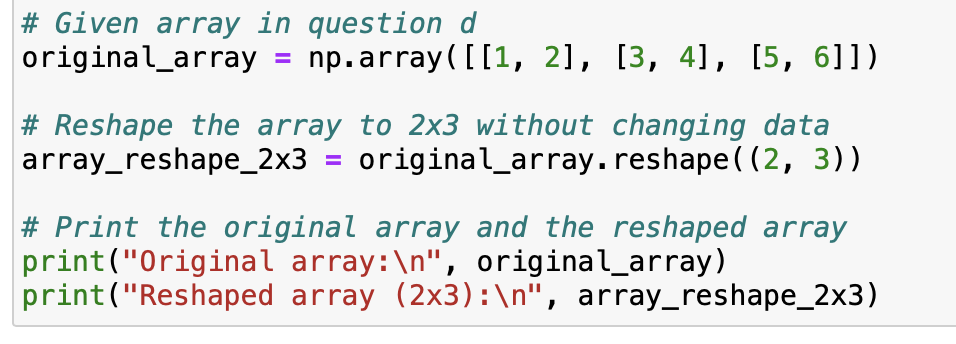 # Given array in question d
original_array = np.array([[1, 2], [3, 4], [5, 6]])
# Reshape the array to 2x3 without changing data
array_reshape_2x3 = original_array.reshape((2, 3))
# Print the original array and the reshaped array
print("Original array:\n", original_array)
print("Reshaped array (2x3):\n", array_reshape_2x3)